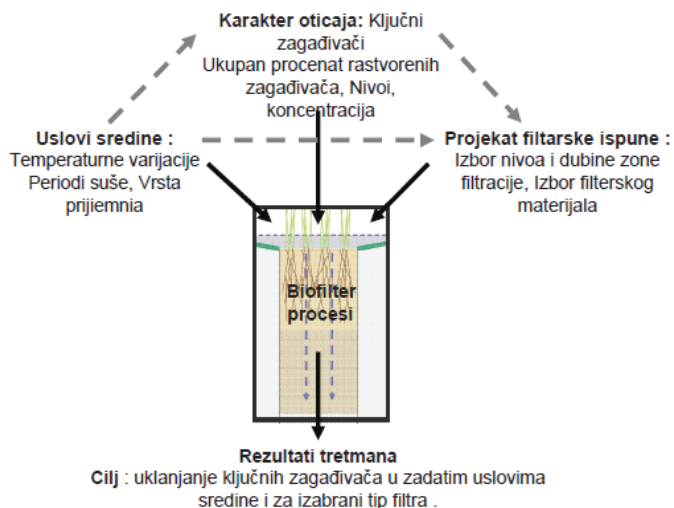 Karakter oticaja: Ključni
zagađivači
Ukupan procenat rastvorenih
zagađivača, Nivoi,
koncentracija
Uslovi sredine :
Temperaturne varijacije
Periodi suše, Vrsta
prijiemnia
Projekat filtarske ispune :
Izbor nivoa i dubine zone
filtracije, Izbor filterskog
materijala
Biofilter
procesi
Rezultati tretmana
Cilj : uklanjanje ključnih zagađivača u zadatim uslovima
sredine i za izabrani tip filtra .